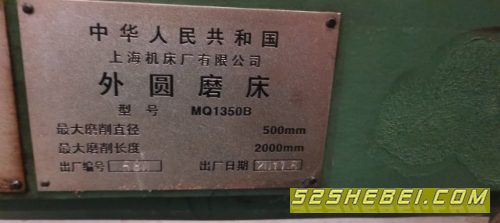 中华人民共和国
上海机床厂有限公司
外圆磨床
型号 MQ1350B
最大磨削直径 500mm
最大磨削长度 2000mm
出厂编号 出厂日期
52SHEBEI.COM